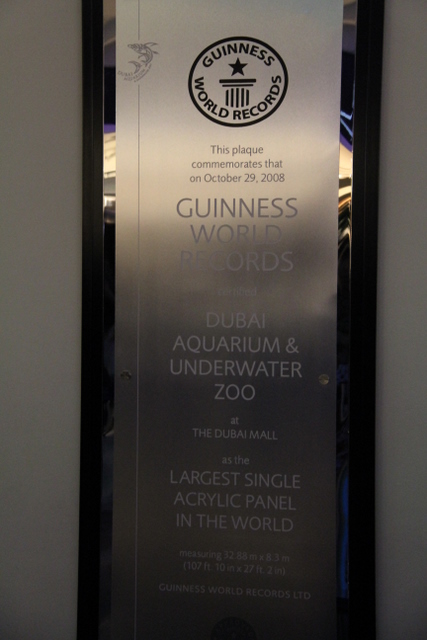 GUINNESS
WORLD RECORDS
This plaque
commemorates that
on October 29, 2008
GUINNESS
WORLD
RECORDS
DUBAI
AQUARIUM &
UNDERWATER
ZOO
at
THE DUBAI MALL
as the
LARGEST SINGLE
ACRYLIC PANEL
IN THE WORLD
measuring 32.88 m x 8.3 m
(107 ft. 10 in x 27 ft. 2 in)
GUINNESS WORLD RECORDS LTD